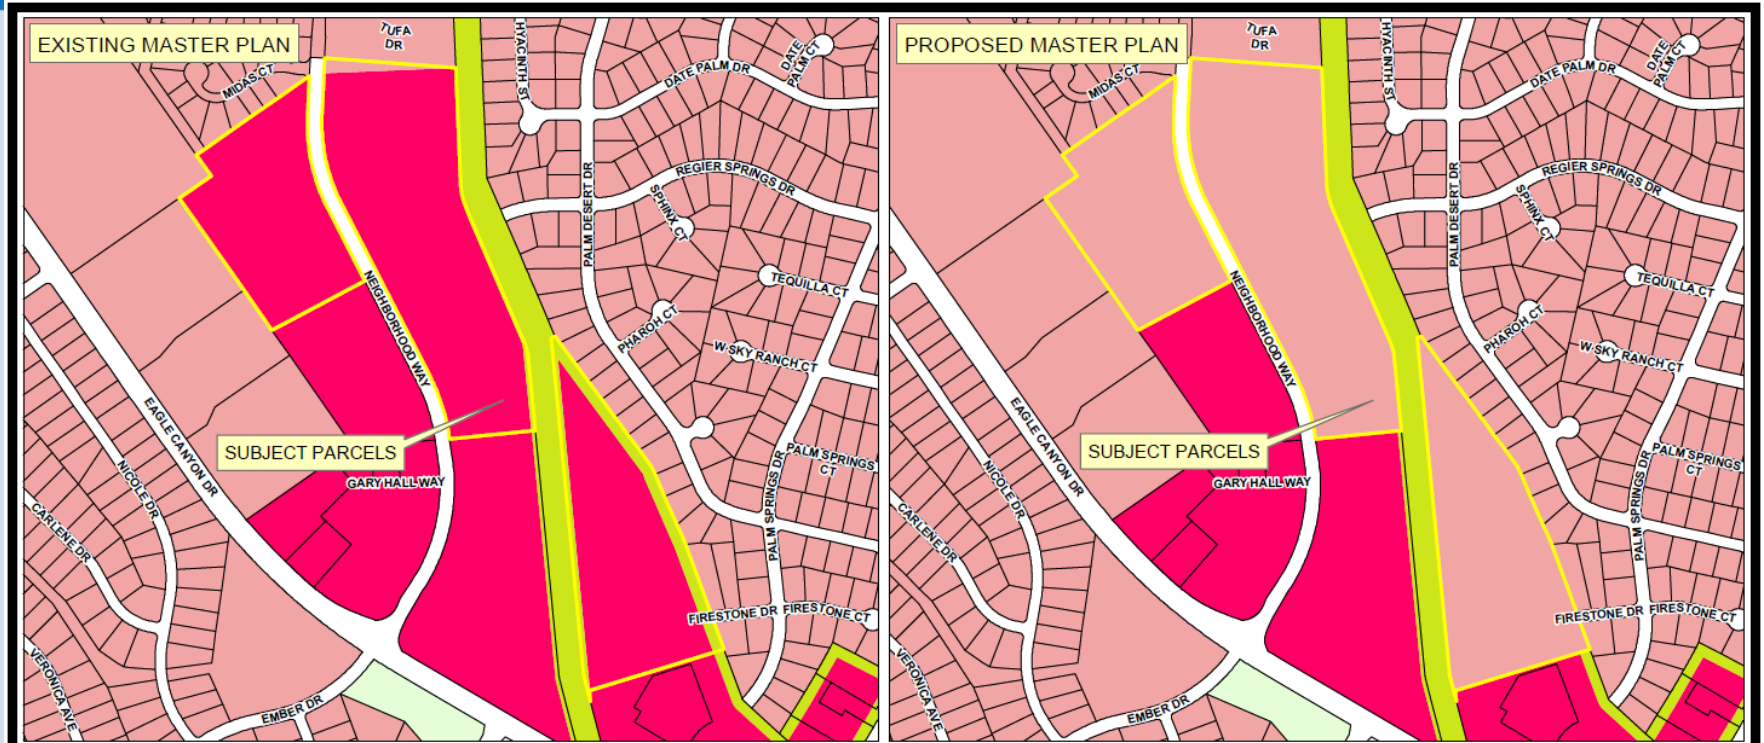 EXISTING MASTER PLAN
TUFA
DR
HYACINTH ST
DATE
PALM CT
MIDAS CT
DATE PALM DR
REGIER SPRINGS DR
PALM DESERT DR
SPHINX CT
TEQUILLA CT
NEIGHBORHOOD WAY
PHAROH CT
W SKY RANCH CT
EAGLE CANYON DR
SUBJECT PARCELS
PALM SPRINGS
CT
NICOLE DR
GARY HALL WAY
CARLENE DR
PALM SPRINGS DR
FIRESTONE DR
FIRESTONE CT
VERONICA AVE
EMBER DR
PROPOSED MASTER PLAN
TUFA
DR
HYACINTH ST
DATE
PALM CT
MIDAS CT
DATE PALM DR
REGIER SPRINGS DR
PALM DESERT DR
SPHINX CT
TEQUILLA CT
NEIGHBORHOOD WAY
PHAROH CT
W SKY RANCH CT
EAGLE CANYON DR
SUBJECT PARCELS
PALM SPRINGS
CT
NICOLE DR
GARY HALL WAY
CARLENE DR
PALM SPRINGS DR
FIRESTONE DR
FIRESTONE CT
VERONICA AVE
EMBER DR